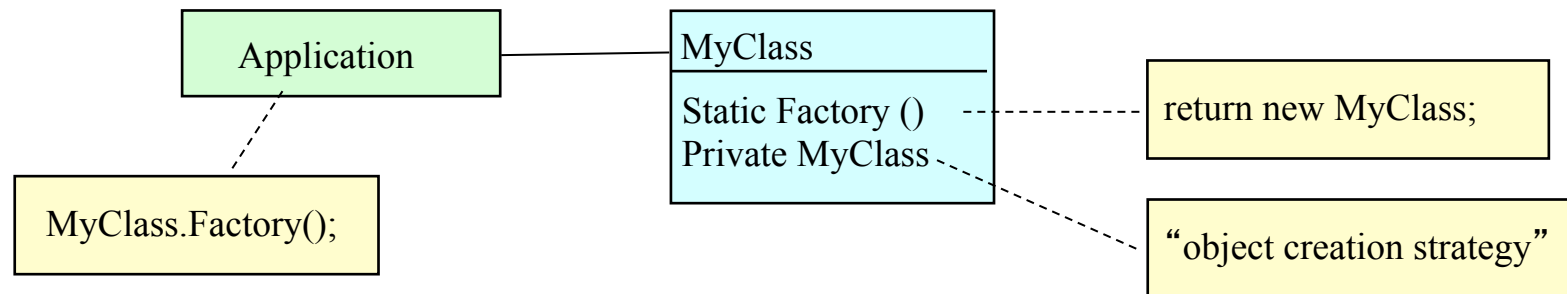 Application
MyClass
Static Factory ()
Private MyClass
return new MyClass;
MyClass.Factory();
“object creation strategy”